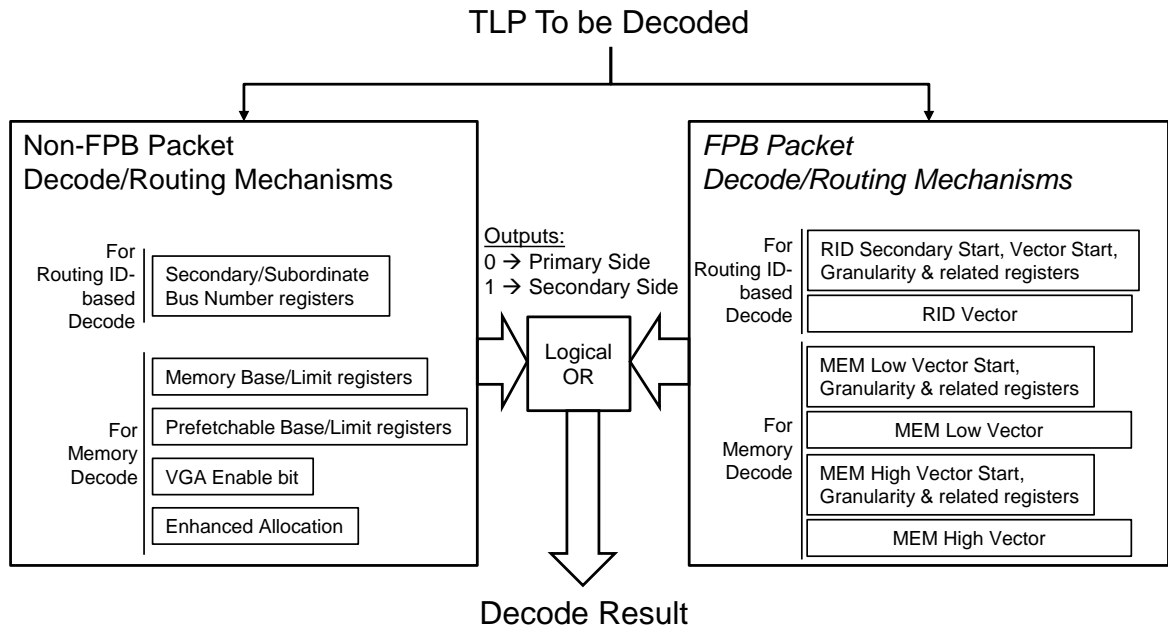 TLP To be Decoded
Non-FPB Packet
Decode/Routing Mechanisms
For
Routing ID-
based
Decode
Secondary/Subordinate
Bus Number registers
For
Memory
Decode
Memory Base/Limit registers
Prefetchable Base/Limit registers
VGA Enable bit
Enhanced Allocation
Outputs:
0 → Primary Side
1 → Secondary Side
Logical
OR
FPB Packet
Decode/Routing Mechanisms
For
Routing ID-
based
Decode
RID Secondary Start, Vector Start,
Granularity & related registers
RID Vector
For
Memory
Decode
MEM Low Vector Start,
Granularity & related registers
MEM Low Vector
MEM High Vector Start,
Granularity & related registers
MEM High Vector
Decode Result